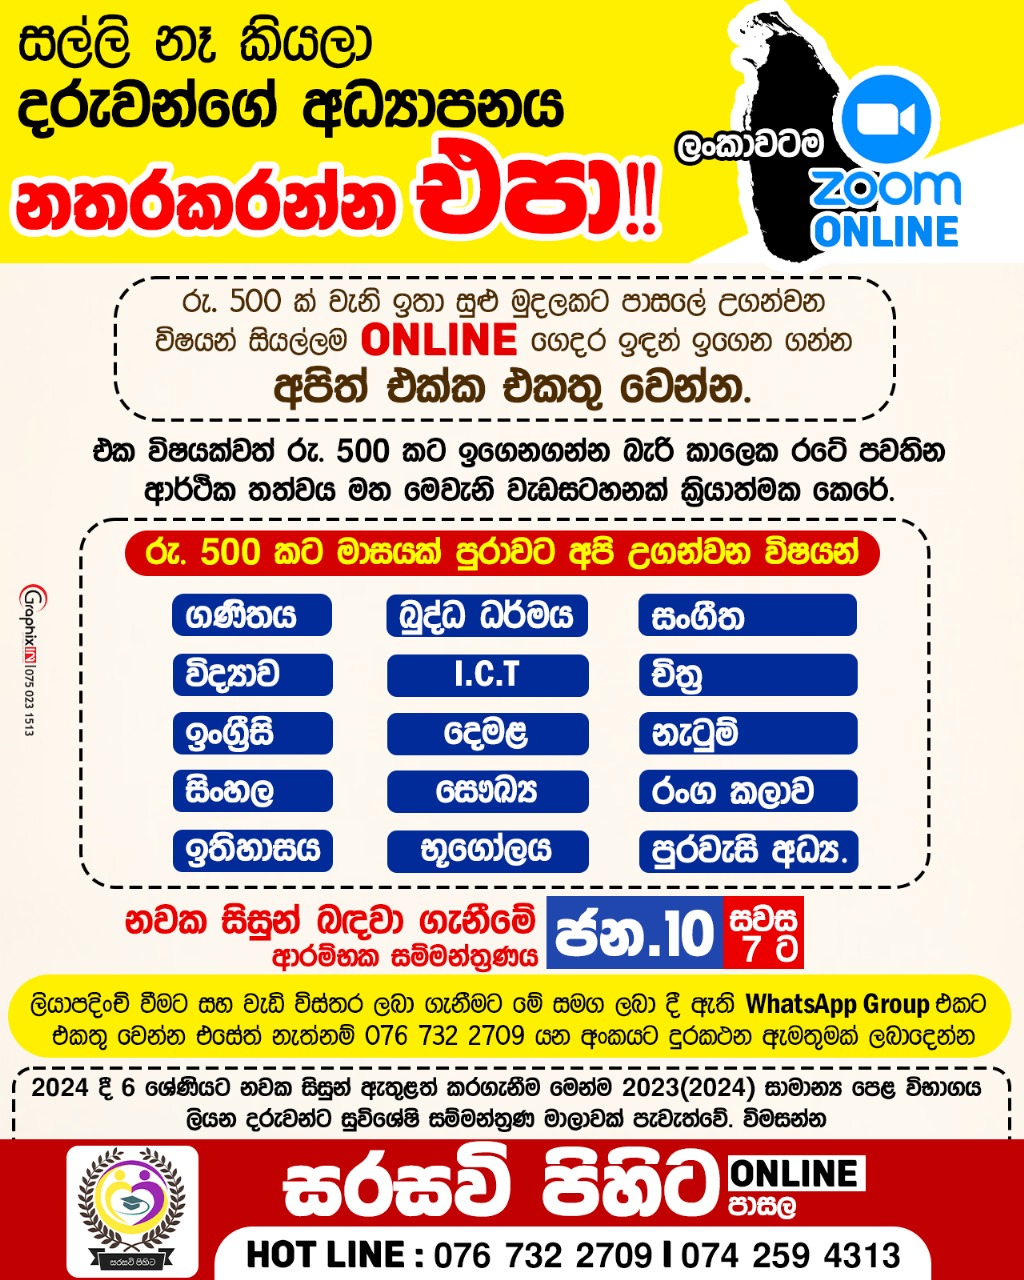 සල්ලි නෑ කියලා
දරුවන්ගේ අධ්‍යාපනය
නතරකරන්න එපා!!
ලංකාවටම
zoom
ONLINE
රු. 500 ක් වැනි ඉතා සුළු මුදලකට පාසලේ උගන්වන
විෂයන් සියල්ලම ONLINE ගෙදර ඉඳන් ඉගෙන ගන්න
අපිත් එක්ක එකතු වෙන්න.
එක විෂයක්වත් රු. 500 කට ඉගෙනගන්න බැරි කාලෙක රටේ පවතින
ආර්ථික තත්වය මත මෙවැනි වැඩසටහනක් ක්‍රියාත්මක කෙරේ.
රු. 500 කට මාසයක් පුරාවට අපි උගන්වන විෂයන්
ගණිතය බුද්ධ ධර්මය සංගීත
විද්‍යාව I.C.T චිත්‍ර
ඉංග්‍රීසි දෙමළ නැටුම්
සිංහල සෞඛ්‍ය රංග කලාව
ඉතිහාසය භූගෝලය පුරවැසි අධ්‍ය.
GraphixIN | 075 023 1513
නවක සිසුන් බඳවා ගැනීමේ
ආරම්භක සම්මන්ත්‍රණය
ජන.10
සවස
7 ට
ලියාපදිංචි වීමට සහ වැඩි විස්තර ලබා ගැනීමට මේ සමග ලබා දී ඇති WhatsApp Group එකට
එකතු වෙන්න එසේත් නැත්නම් 076 732 2709 යන අංකයට දුරකථන ඇමතුමක් ලබාදෙන්න
2024 දී 6 ශ්‍රේණියට නවක සිසුන් ඇතුළත් කරගැනීම මෙන්ම 2023(2024) සාමාන්‍ය පෙළ විභාගය
ලියන දරුවන්ට සුවිශේෂි සම්මන්ත්‍රණ මාලාවක් පැවැත්වේ. විමසන්න
සරසවි පිහිට ONLINE
පාසල
සරසවි පිහිට
HOT LINE : 076 732 2709 I 074 259 4313